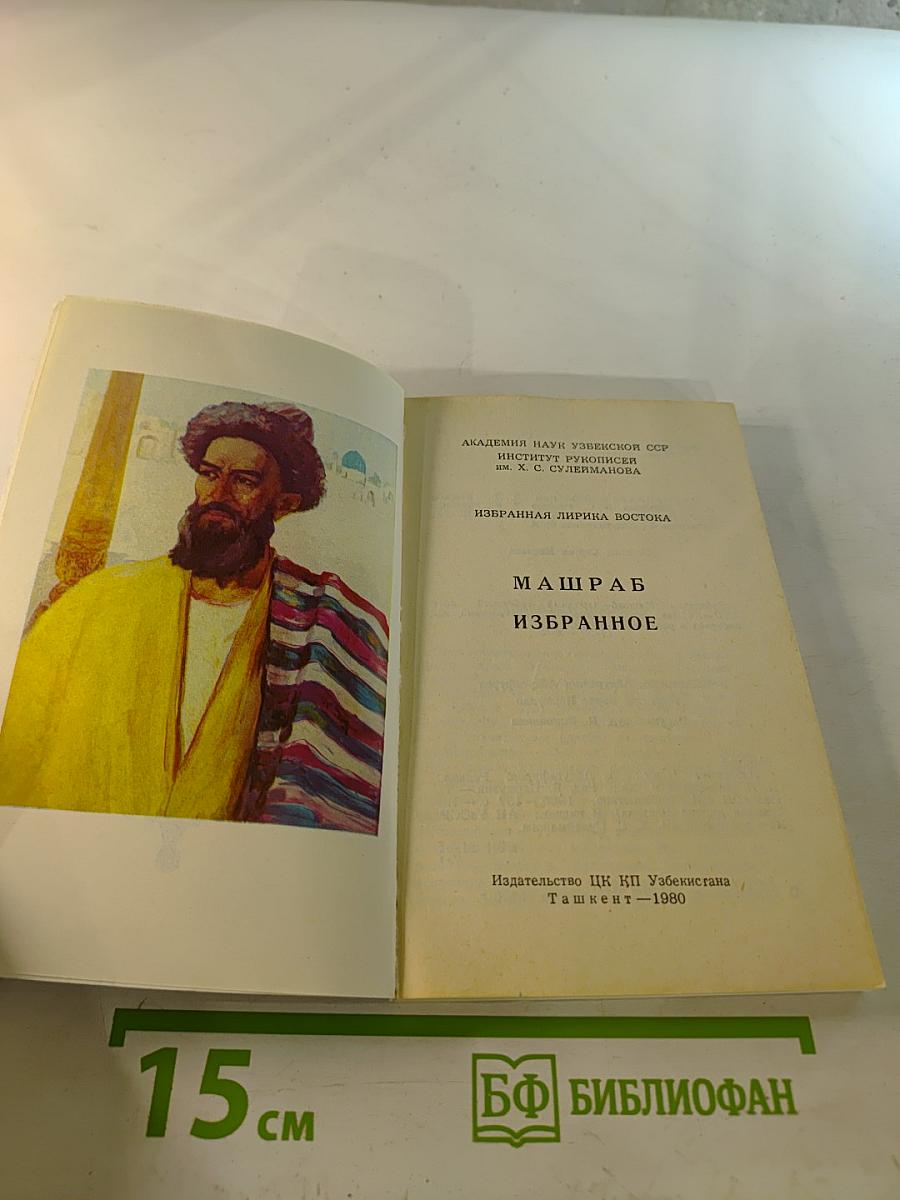 АКАДЕМИЯ НАУК УЗБЕКСКОЙ ССР
ИНСТИТУТ РУКОПИСЕЙ
им. Х. С. СУЛЕЙМАНОВА
ИЗБРАННАЯ ЛИРИКА ВОСТОКА
МАШРАБ
ИЗБРАННОЕ
Издательство ЦК КП Узбекистана
Ташкент—1980
15 см
БФ БИБЛИОФАН